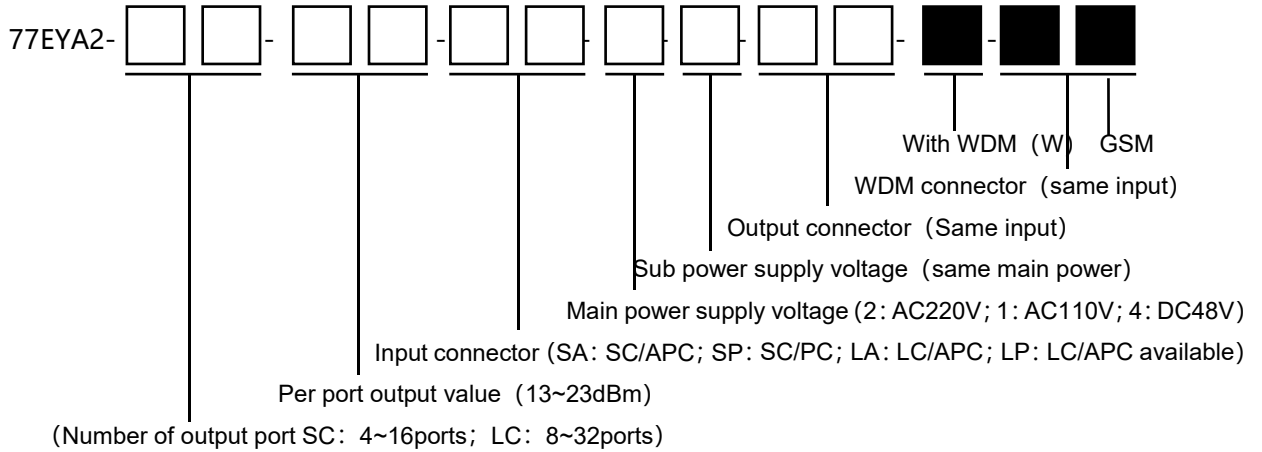 77EYA2- - - - - - - -
With WDM（W） GSM
WDM connector（same input）
Output connector（Same input）
Sub power supply voltage（same main power）
Main power supply voltage（2：AC220V；1：AC110V；4：DC48V）
Input connector（SA：SC/APC；SP：SC/PC；LA：LC/APC；LP：LC/APC available）
Per port output value（13~23dBm）
（Number of output port SC：4~16ports；LC：8~32ports）